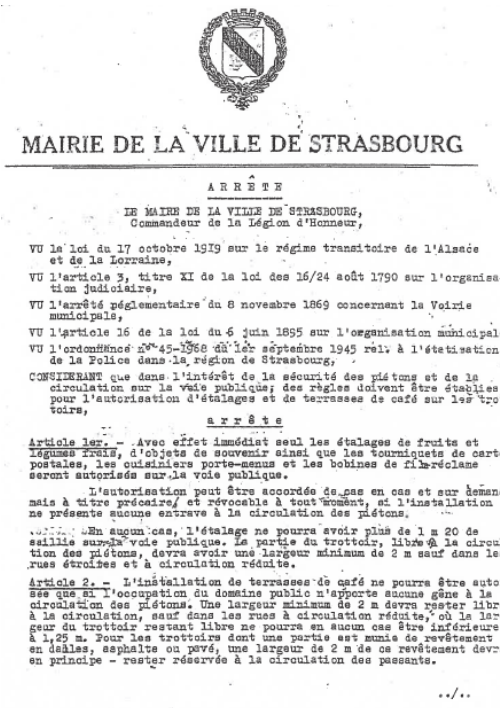 MAIRIE DE LA VILLE DE STRASBOURG
ARRÊTE
LE MAIRE DE LA VILLE DE STRASBOURG,
Commandeur de la Légion d'Honneur,
VU la loi du 17 octobre 1919 sur le régime transitoire de l'Alsace
et de la Lorraine,
VU l'article 3, titre XI de la loi des 16/24 août 1790 sur l'organisa
tion judiciaire,
VU l'arrêté réglementaire du 8 novembre 1869 concernant la Voirie
municipale,
VU l'article 16 de la loi du 6 juin 1895 sur l'organisation municipal
VU l'ordonnance n° 45-1968 du 1er septembre 1945 rel. à l'étatisation
de la Police dans la région de Strasbourg,
CONSIDERANT que dans l'intérêt de la sécurité des piétons et de la
circulation sur la voie publique, des règles doivent être établies
pour l'autorisation d'étalages et de terrasses de café sur les trot
toirs,
arrête
Article 1er. - Avec effet immédiat seul les étalages de fruits et
légumes frais, d'objets de souvenir ainsi que les tourniquets de carte
postales, les cuisiniers porte-menus et les bobines de film-réclame
seront autorisés sur la voie publique.
L'autorisation peut être accordée de cas en cas et sur deman
mais à titre précaire, et révocable à tout moment, si l'installation
ne présente aucune entrave à la circulation des piétons.
En aucun cas, l'étalage ne pourra avoir plus de 1 m 20 de
saillie sur la voie publique. La partie du trottoir, libre à la circul
tion des piétons, devra avoir une largeur minimum de 2 m sauf dans le
rues étroites et à circulation réduite.
Article 2. - L'installation de terrasses de café ne pourra être auto
sée que si l'occupation du domaine public n'apporte aucune gêne à la
circulation des piétons. Une largeur minimum de 2 m devra rester libr
à la circulation, sauf dans les rues à circulation réduite, où la lar
geur du trottoir restant libre ne pourra en aucun cas être inférieure
à 1,25 m. Pour les trottoirs dont une partie est munie de revêtement
en dalles, asphalte ou pavé, une largeur de 2 m de ce revêtement devr
en principe - rester réservée à la circulation des passants.
../..